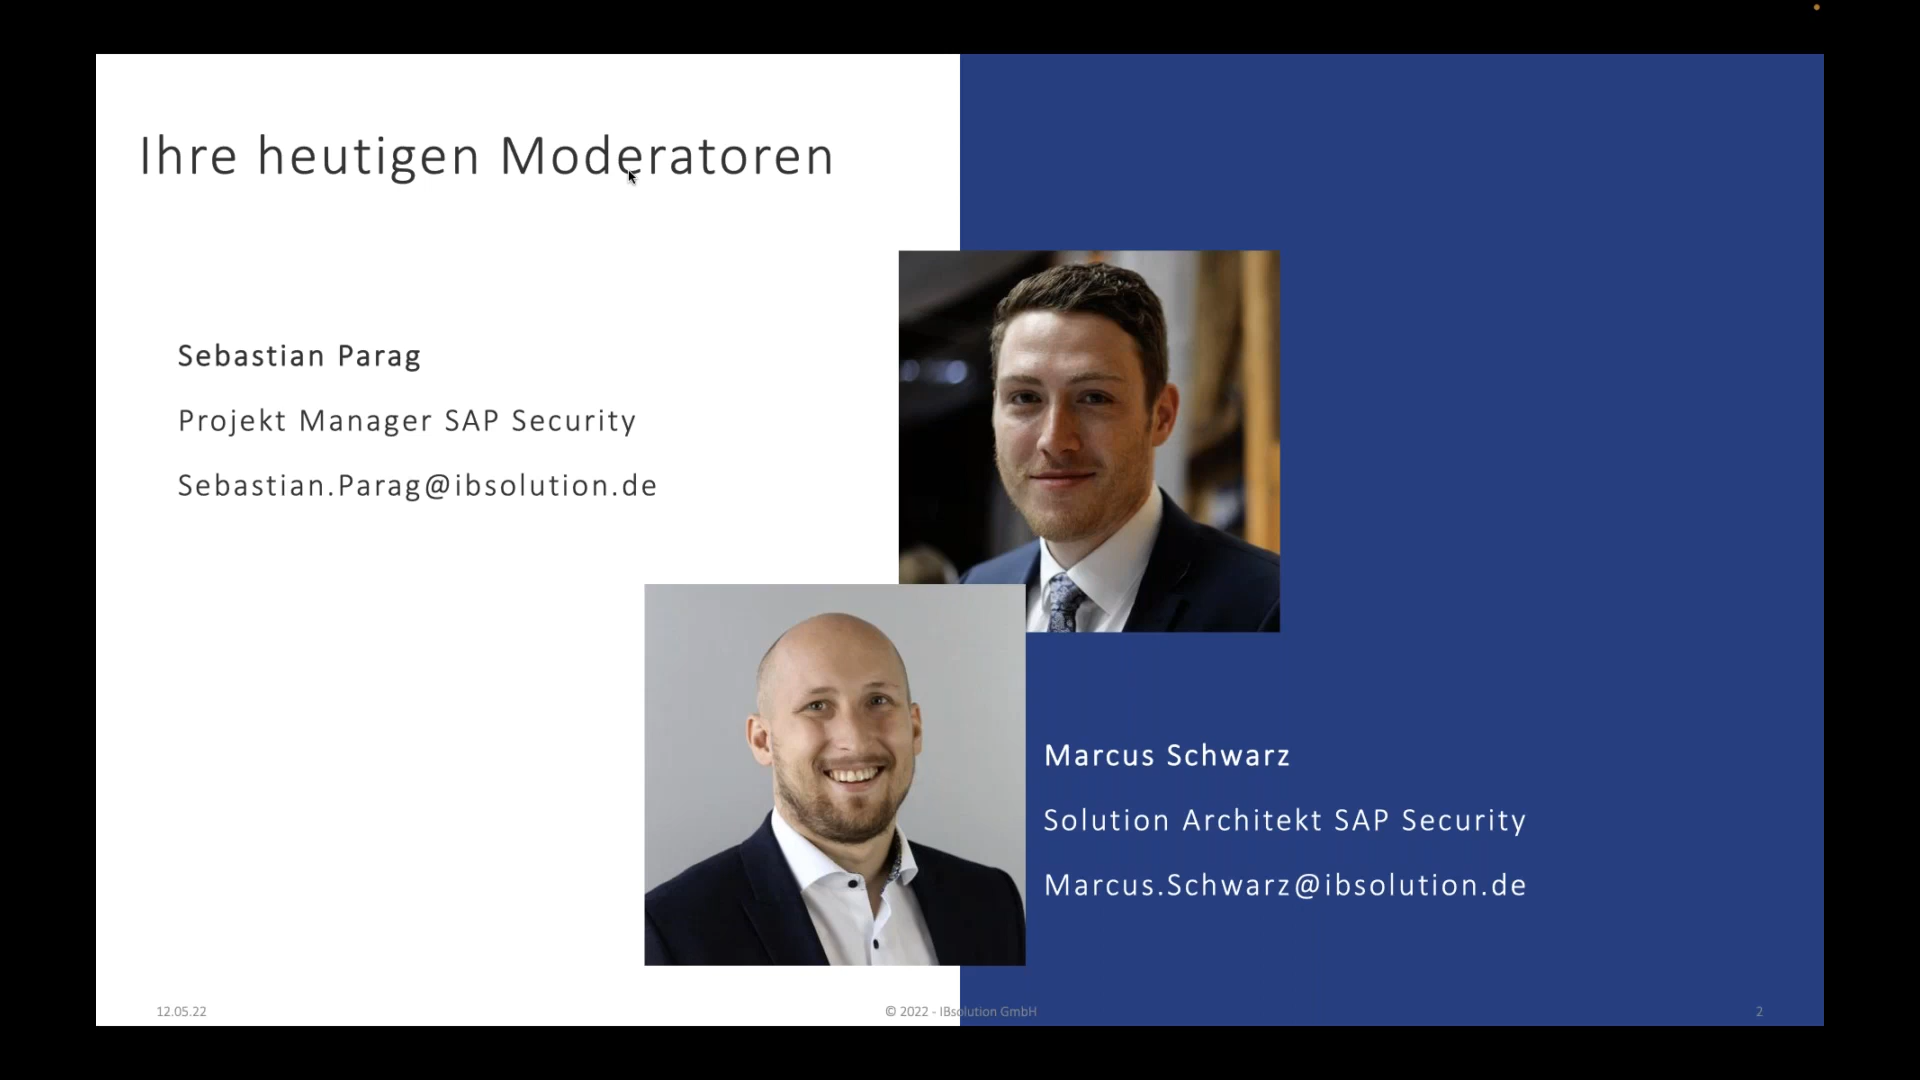 Ihre heutigen Moderatoren
Sebastian Parag
Projekt Manager SAP Security
Sebastian.Parag@ibsolution.de
Marcus Schwarz
Solution Architekt SAP Security
Marcus.Schwarz@ibsolution.de
12.05.22
© 2022 - IBsolution GmbH
2